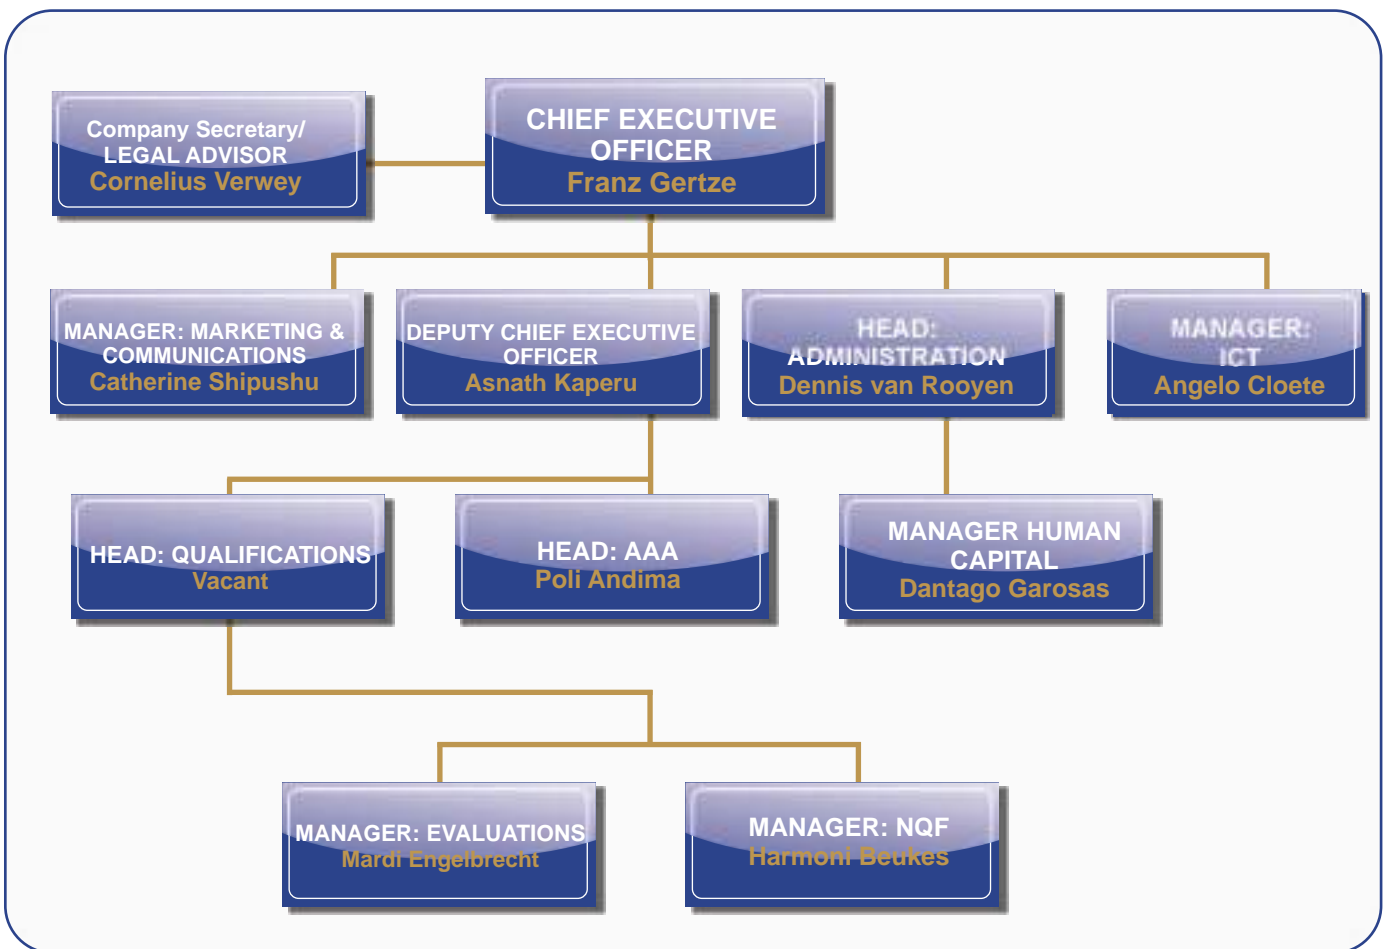 Company Secretary/
LEGAL ADVISOR
Cornelius Verwey
CHIEF EXECUTIVE
OFFICER
Franz Gertze
MANAGER: MARKETING &
COMMUNICATIONS
Catherine Shipushu
DEPUTY CHIEF EXECUTIVE
OFFICER
Asnath Kaperu
HEAD:
ADMINISTRATION
Dennis van Rooyen
MANAGER:
ICT
Angelo Cloete
HEAD: QUALIFICATIONS
Vacant
HEAD: AAA
Poli Andima
MANAGER HUMAN
CAPITAL
Dantago Garosas
MANAGER: EVALUATIONS
Mardi Engelbrecht
MANAGER: NQF
Harmoni Beukes